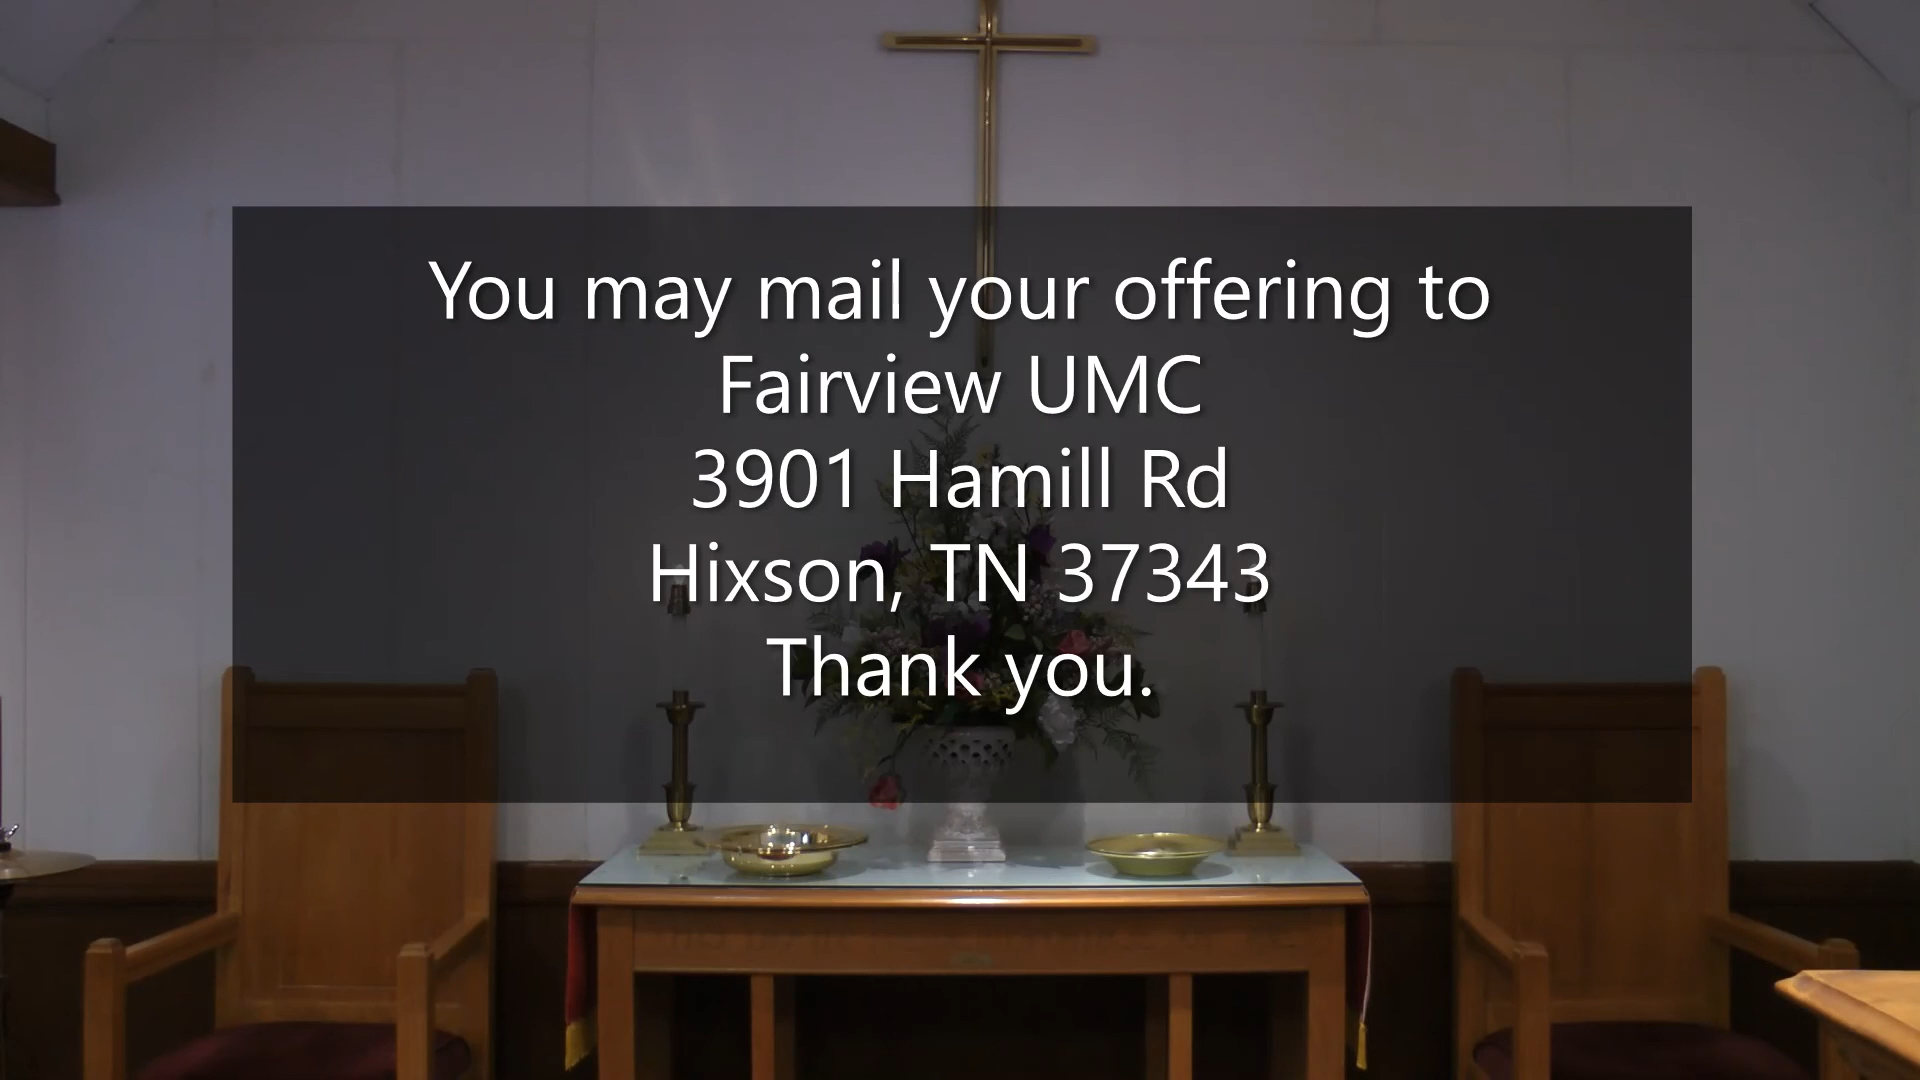 You may mail your offering to
Fairview UMC
3901 Hamill Rd
Hixson, TN 37343
Thank you.